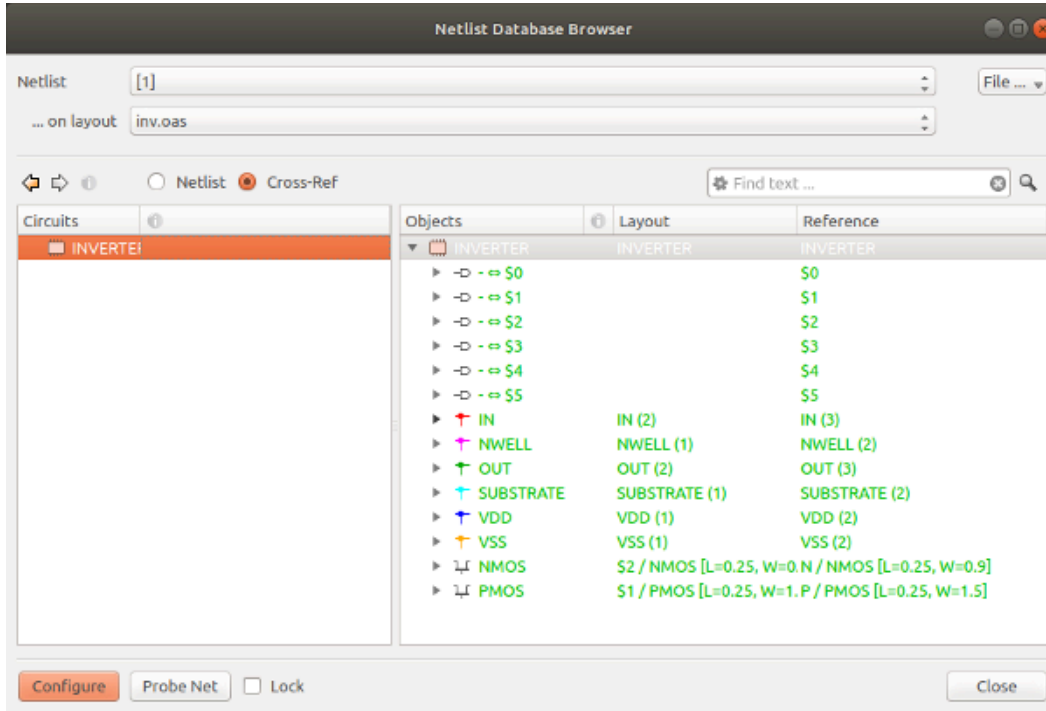 Netlist Database Browser
Netlist [1] File ...
... on layout inv.oas
Netlist Cross-Ref Find text ...
Circuits Objects Layout Reference
INVERTER INVERTER INVERTER INVERTER
- ⇔ $0 $0
- ⇔ $1 $1
- ⇔ $2 $2
- ⇔ $3 $3
- ⇔ $4 $4
- ⇔ $5 $5
IN IN (2) IN (3)
NWELL NWELL (1) NWELL (2)
OUT OUT (2) OUT (3)
SUBSTRATE SUBSTRATE (1) SUBSTRATE (2)
VDD VDD (1) VDD (2)
VSS VSS (1) VSS (2)
NMOS $2 / NMOS [L=0.25, W=0. N / NMOS [L=0.25, W=0.9]
PMOS $1 / PMOS [L=0.25, W=1. P / PMOS [L=0.25, W=1.5]
Configure Probe Net Lock Close